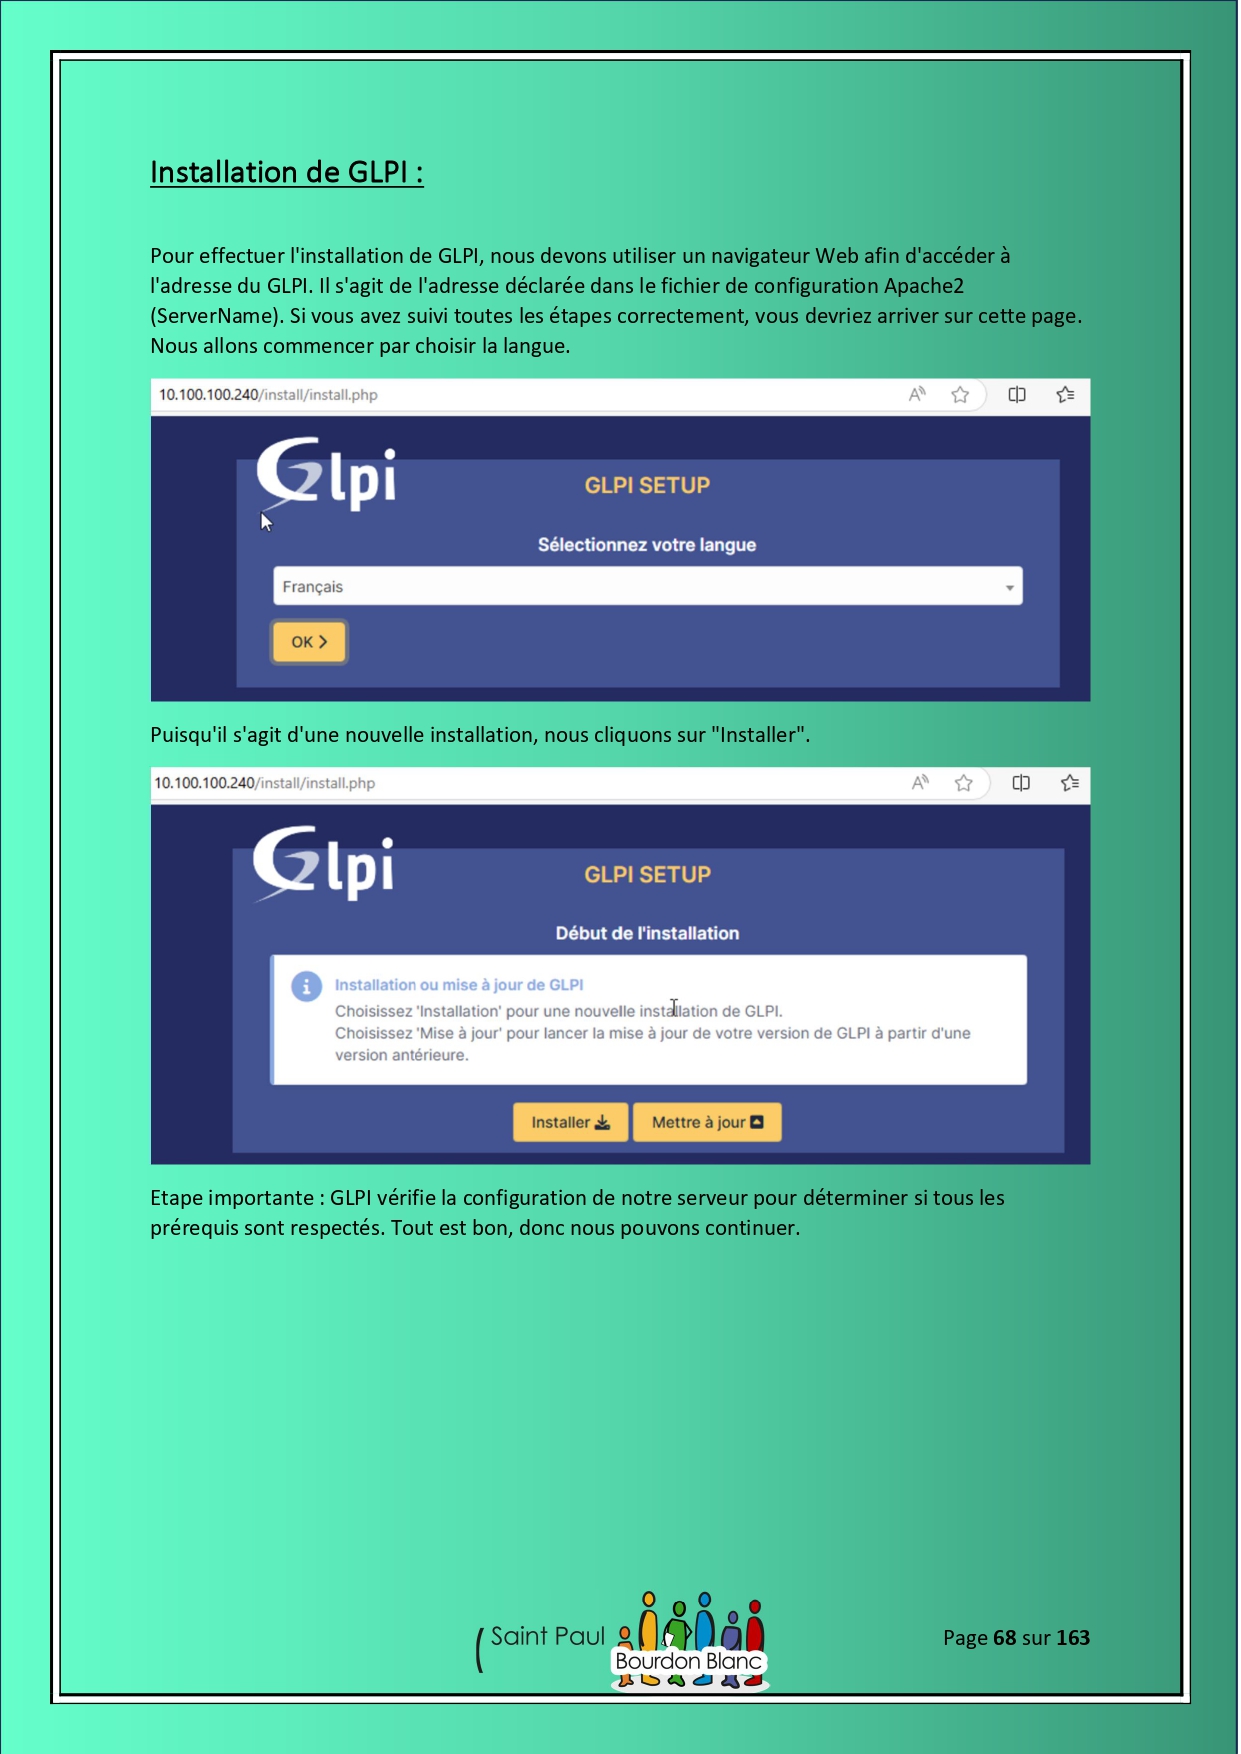 Installation de GLPI :
Pour effectuer l'installation de GLPI, nous devons utiliser un navigateur Web afin d'accéder à
l'adresse du GLPI. Il s'agit de l'adresse déclarée dans le fichier de configuration Apache2
(ServerName). Si vous avez suivi toutes les étapes correctement, vous devriez arriver sur cette page.
Nous allons commencer par choisir la langue.
10.100.100.240/install/install.php
Glpi
GLPI SETUP
Sélectionnez votre langue
Français
OK
Puisqu'il s'agit d'une nouvelle installation, nous cliquons sur "Installer".
10.100.100.240/install/install.php
Glpi
GLPI SETUP
Début de l'installation
Installation ou mise à jour de GLPI
Choisissez 'Installation' pour une nouvelle installation de GLPI.
Choisissez 'Mise à jour' pour lancer la mise à jour de votre version de GLPI à partir d'une
version antérieure.
Installer
Mettre à jour
Etape importante : GLPI vérifie la configuration de notre serveur pour déterminer si tous les
prérequis sont respectés. Tout est bon, donc nous pouvons continuer.
Saint Paul
Bourdon Blanc
Page 68 sur 163